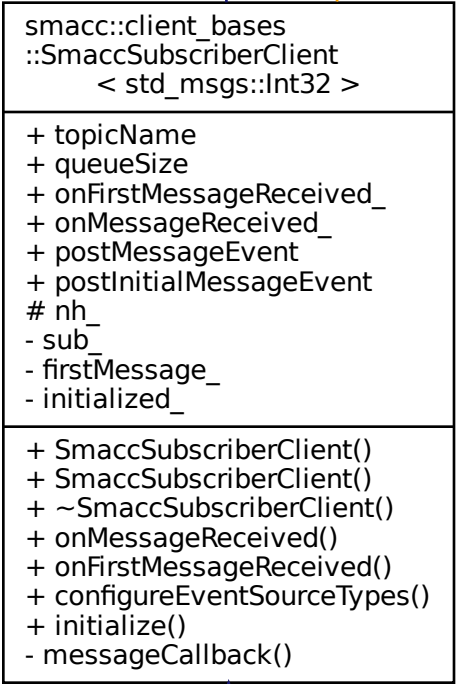 smacc::client_bases
::SmaccSubscriberClient
< std_msgs::Int32 >
+ topicName
+ queueSize
+ onFirstMessageReceived_
+ onMessageReceived_
+ postMessageEvent
+ postInitialMessageEvent
# nh_
- sub_
- firstMessage_
- initialized_
+ SmaccSubscriberClient()
+ SmaccSubscriberClient()
+ ~SmaccSubscriberClient()
+ onMessageReceived()
+ onFirstMessageReceived()
+ configureEventSourceTypes()
+ initialize()
- messageCallback()